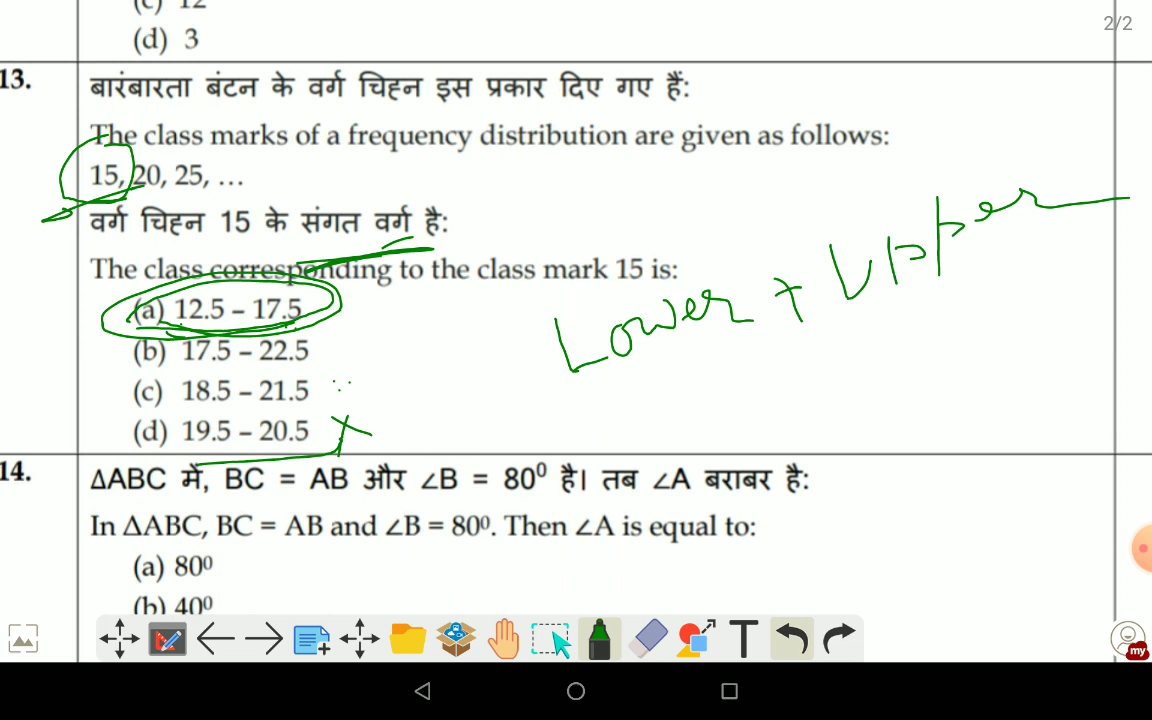 (c) 12
(d) 3
2/2
13.
बारंबारता बंटन के वर्ग चिह्न इस प्रकार दिए गए हैं:
The class marks of a frequency distribution are given as follows:
15, 20, 25, …
वर्ग चिह्न 15 के संगत वर्ग है:
The class corresponding to the class mark 15 is:
(a) 12.5 – 17.5
(b) 17.5 – 22.5
(c) 18.5 – 21.5
(d) 19.5 – 20.5
Lower + Upper
14.
ΔABC में, BC = AB और ∠B = 80⁰ है। तब ∠A बराबर है:
In ΔABC, BC = AB and ∠B = 80⁰. Then ∠A is equal to:
(a) 80⁰
(b) 40⁰
T
my